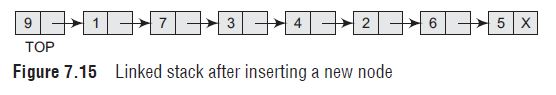 9 1 7 3 4 2 6 5 X
TOP
Figure 7.15 Linked stack after inserting a new node